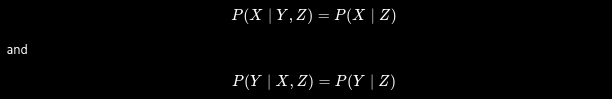 P(X | Y, Z) = P(X | Z)
and
P(Y | X, Z) = P(Y | Z)